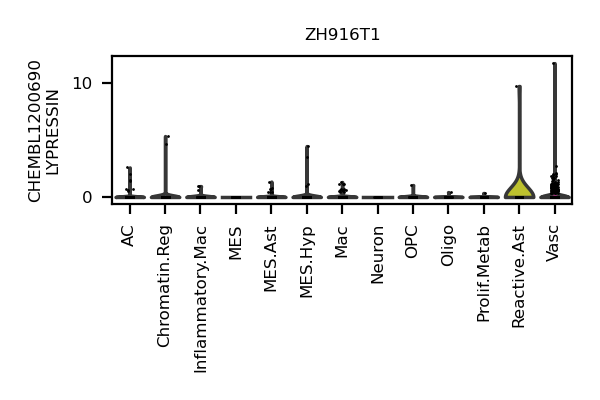 ZH916T1
CHEMBL1200690
LYPRESSIN
10
0
AC
Chromatin.Reg
Inflammatory.Mac
MES
MES.Ast
MES.Hyp
Mac
Neuron
OPC
Oligo
Prolif.Metab
Reactive.Ast
Vasc